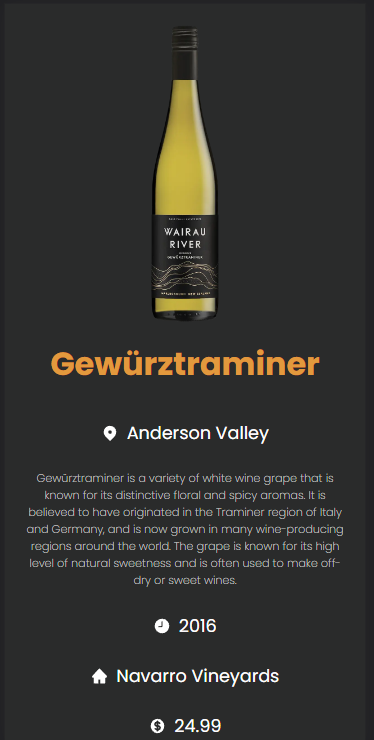 WAIRAU
RIVER
GEWÜRZTRAMINER
Gewürztraminer
Anderson Valley
Gewürztraminer is a variety of white wine grape that is
known for its distinctive floral and spicy aromas. It is
believed to have originated in the Traminer region of Italy
and Germany, and is now grown in many wine-producing
regions around the world. The grape is known for its high
level of natural sweetness and is often used to make off-
dry or sweet wines.
2016
Navarro Vineyards
24.99